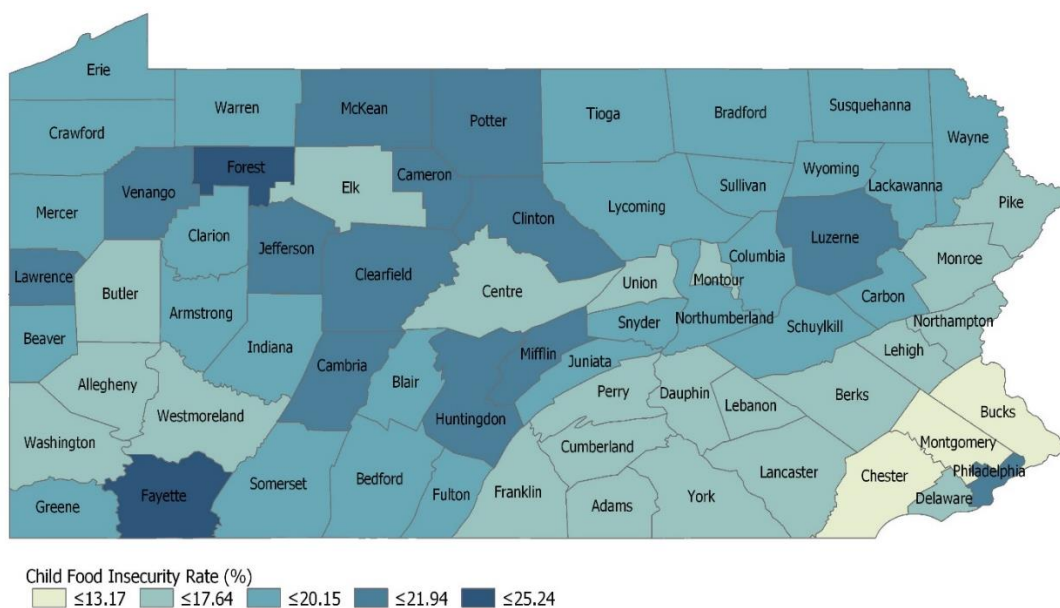 Erie
Warren
McKean
Potter
Tioga
Bradford
Susquehanna
Wayne
Crawford
Forest
Elk
Cameron
Venango
Mercer
Clarion
Jefferson
Clinton
Lycoming
Sullivan
Wyoming
Lackawanna
Pike
Luzerne
Lawrence
Butler
Armstrong
Clearfield
Centre
Union
Montour
Columbia
Monroe
Carbon
Beaver
Indiana
Snyder
Northumberland
Schuylkill
Northampton
Allegheny
Cambria
Blair
Mifflin
Juniata
Lehigh
Westmoreland
Huntingdon
Perry
Dauphin
Lebanon
Berks
Bucks
Washington
Cumberland
Montgomery
Greene
Fayette
Somerset
Bedford
Fulton
Franklin
Adams
York
Lancaster
Chester
Delaware
Philadelphia
Child Food Insecurity Rate (%)
≤13.17 ≤17.64 ≤20.15 ≤21.94 ≤25.24